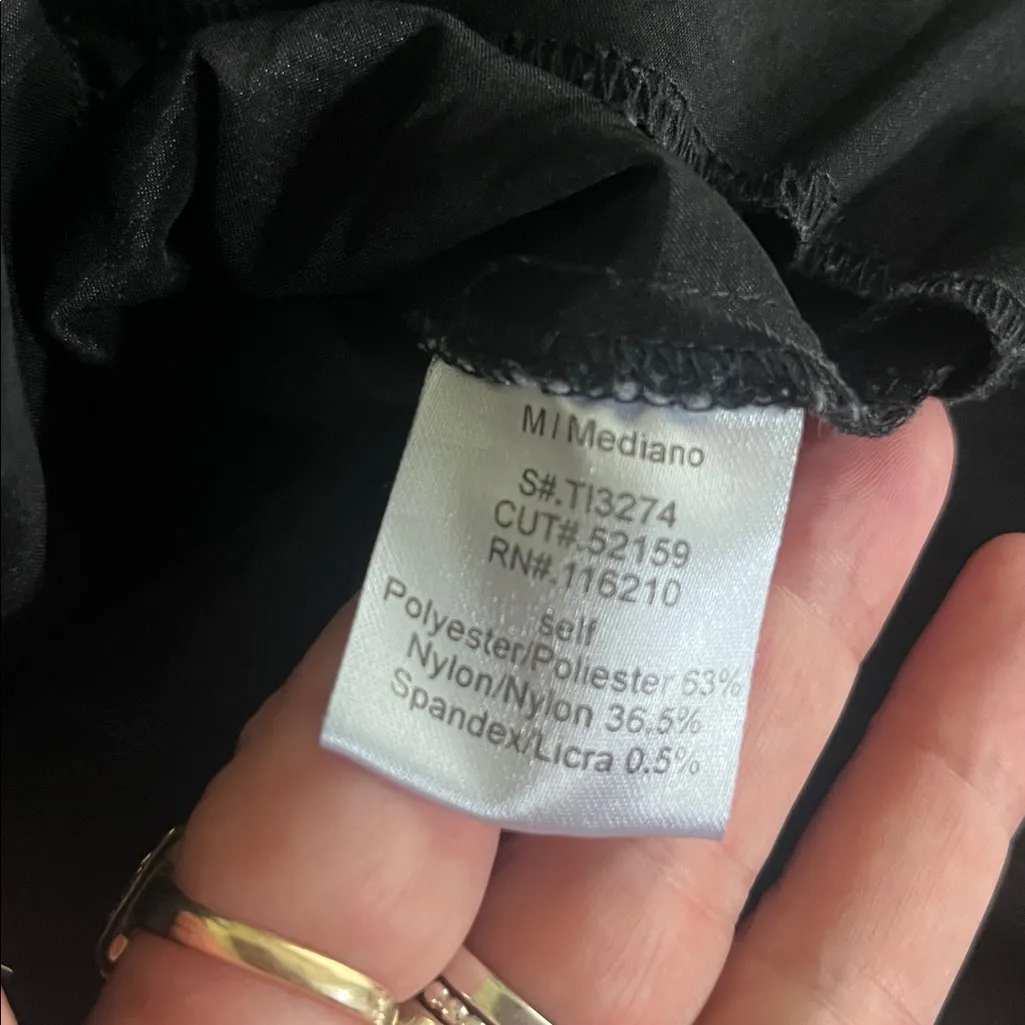 M/Mediano
S#.TI3274
CUT#.52159
RN#.116210
self
Polyester/Poliester 63%
Nylon/Nylon 36.5%
Spandex/Licra 0.5%